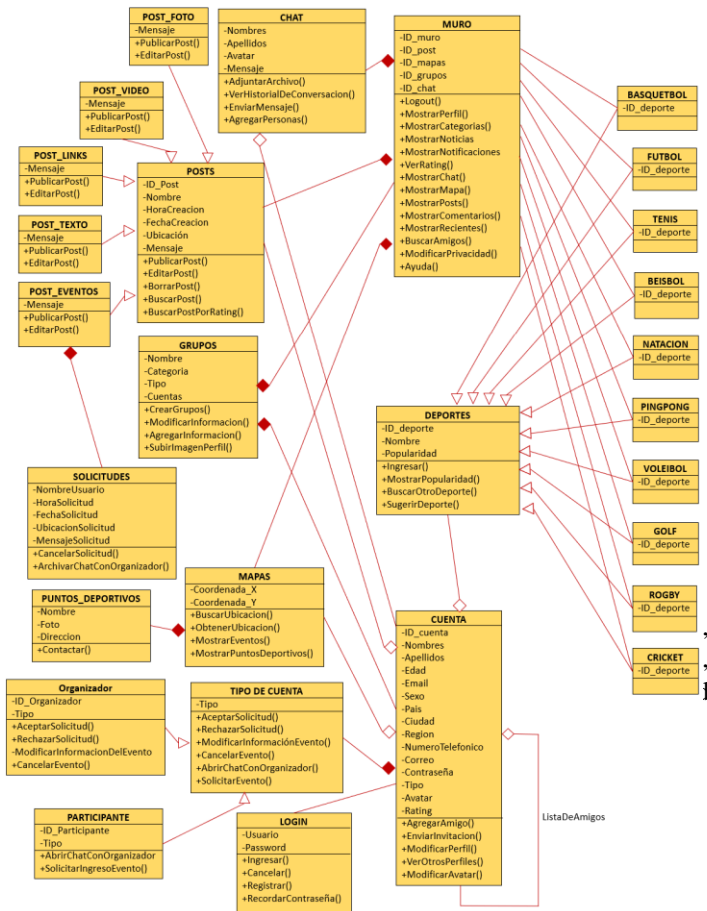 POST_FOTO
-Mensaje
+PublicarPost()
+EditarPost()
CHAT
-Nombres
-Apellidos
-Avatar
-Mensaje
+AdjuntarArchivo()
+VerHistorialDeConversacion()
+EnviarMensaje()
+AgregarPersonas()
MURO
-ID_muro
-ID_post
-ID_mapas
-ID_grupos
-ID_chat
+Logout()
+MostrarPerfil()
+MostrarCategorias()
+MostrarNoticias
+MostrarNotificaciones
+VerRating()
+MostrarChat()
+MostrarMapa()
+MostrarPosts()
+MostrarComentarios()
+MostrarRecientes()
+BuscarAmigos()
+ModificarPrivacidad()
+Ayuda()
POST_VIDEO
-Mensaje
+PublicarPost()
+EditarPost()
POST_LINKS
-Mensaje
+PublicarPost()
+EditarPost()
POST_TEXTO
-Mensaje
+PublicarPost()
+EditarPost()
POST_EVENTOS
-Mensaje
+PublicarPost()
+EditarPost()
POSTS
-ID_Post
-Nombre
-HoraCreacion
-FechaCreacion
-Ubicación
-Mensaje
+PublicarPost()
+EditarPost()
+BorrarPost()
+BuscarPost()
+BuscarPostPorRating()
BASQUETBOL
-ID_deporte
FUTBOL
-ID_deporte
TENIS
-ID_deporte
BEISBOL
-ID_deporte
NATACION
-ID_deporte
PINGPONG
-ID_deporte
VOLEIBOL
-ID_deporte
GOLF
-ID_deporte
ROGBY
-ID_deporte
,
CRICKET
-ID_deporte
,
GRUPOS
-Nombre
-Categoria
-Tipo
-Cuentas
+CrearGrupos()
+ModificarInformacion()
+AgregarInformacion()
+SubirImagenPerfil()
DEPORTES
-ID_deporte
-Nombre
-Popularidad
+Ingresar()
+MostrarPopularidad()
+BuscarOtroDeporte()
+SugerirDeporte()
SOLICITUDES
-NombreUsuario
-HoraSolicitud
-FechaSolicitud
-UbicacionSolicitud
-MensajeSolicitud
+CancelarSolicitud()
+ArchivarChatConOrganizador()
PUNTOS_DEPORTIVOS
-Nombre
-Foto
-Direccion
+Contactar()
MAPAS
-Coordenada_X
-Coordenada_Y
+BuscarUbicacion()
+ObtenerUbicacion()
+MostrarEventos()
+MostrarPuntosDeportivos()
CUENTA
-ID_cuenta
-Nombres
-Apellidos
-Edad
-Email
-Sexo
-Pais
-Ciudad
-Region
-NumeroTelefonico
-Correo
-Contraseña
-Tipo
-Avatar
-Rating
+AgregarAmigo()
+EnviarInvitacion()
+ModificarPerfil()
+VerOtrosPerfiles()
+ModificarAvatar()
ListaDeAmigos
Organizador
-ID_Organizador
-Tipo
+AceptarSolicitud()
+RechazarSolicitud()
-ModificarInformacionDelEvento
+CancelarEvento()
TIPO DE CUENTA
-Tipo
+AceptarSolicitud()
+RechazarSolicitud()
+ModificarInformaciónEvento()
+CancelarEvento()
+AbrirChatConOrganizador()
+SolicitarEvento()
PARTICIPANTE
-ID_Participante
-Tipo
+AbrirChatConOrganizador
+SolicitarIngresoEvento()
LOGIN
-Usuario
-Password
+Ingresar()
+Cancelar()
+Registrar()
+RecordarContraseña()